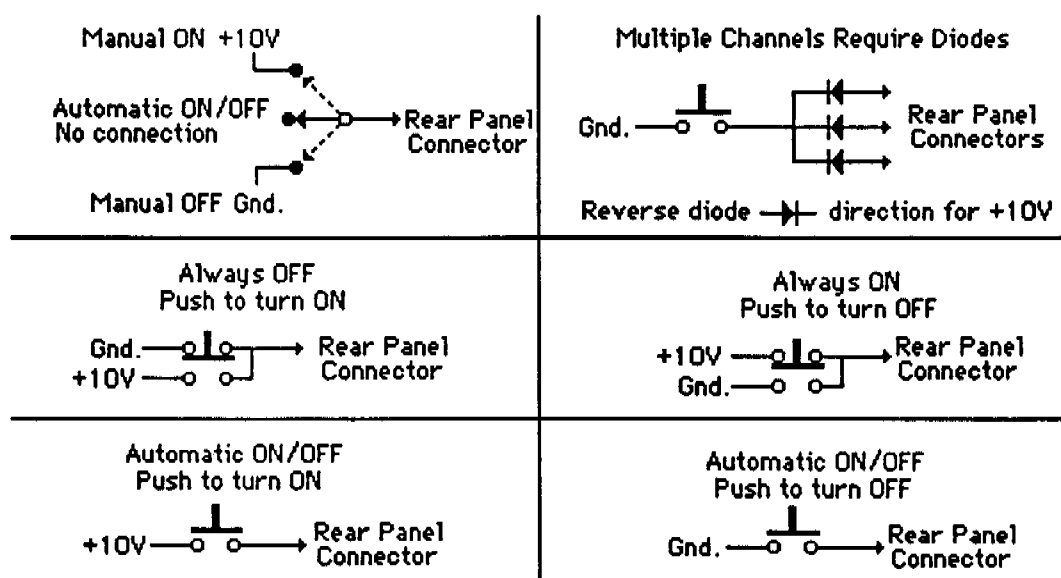 Manual ON +10V
Automatic ON/OFF
No connection
Rear Panel
Connector
Manual OFF Gnd.
Multiple Channels Require Diodes
Gnd.
Rear Panel
Connectors
Reverse diode direction for +10V
Always OFF
Push to turn ON
Gnd.
+10V
Rear Panel
Connector
Always ON
Push to turn OFF
+10V
Gnd.
Rear Panel
Connector
Automatic ON/OFF
Push to turn ON
+10V
Rear Panel
Connector
Automatic ON/OFF
Push to turn OFF
Gnd.
Rear Panel
Connector